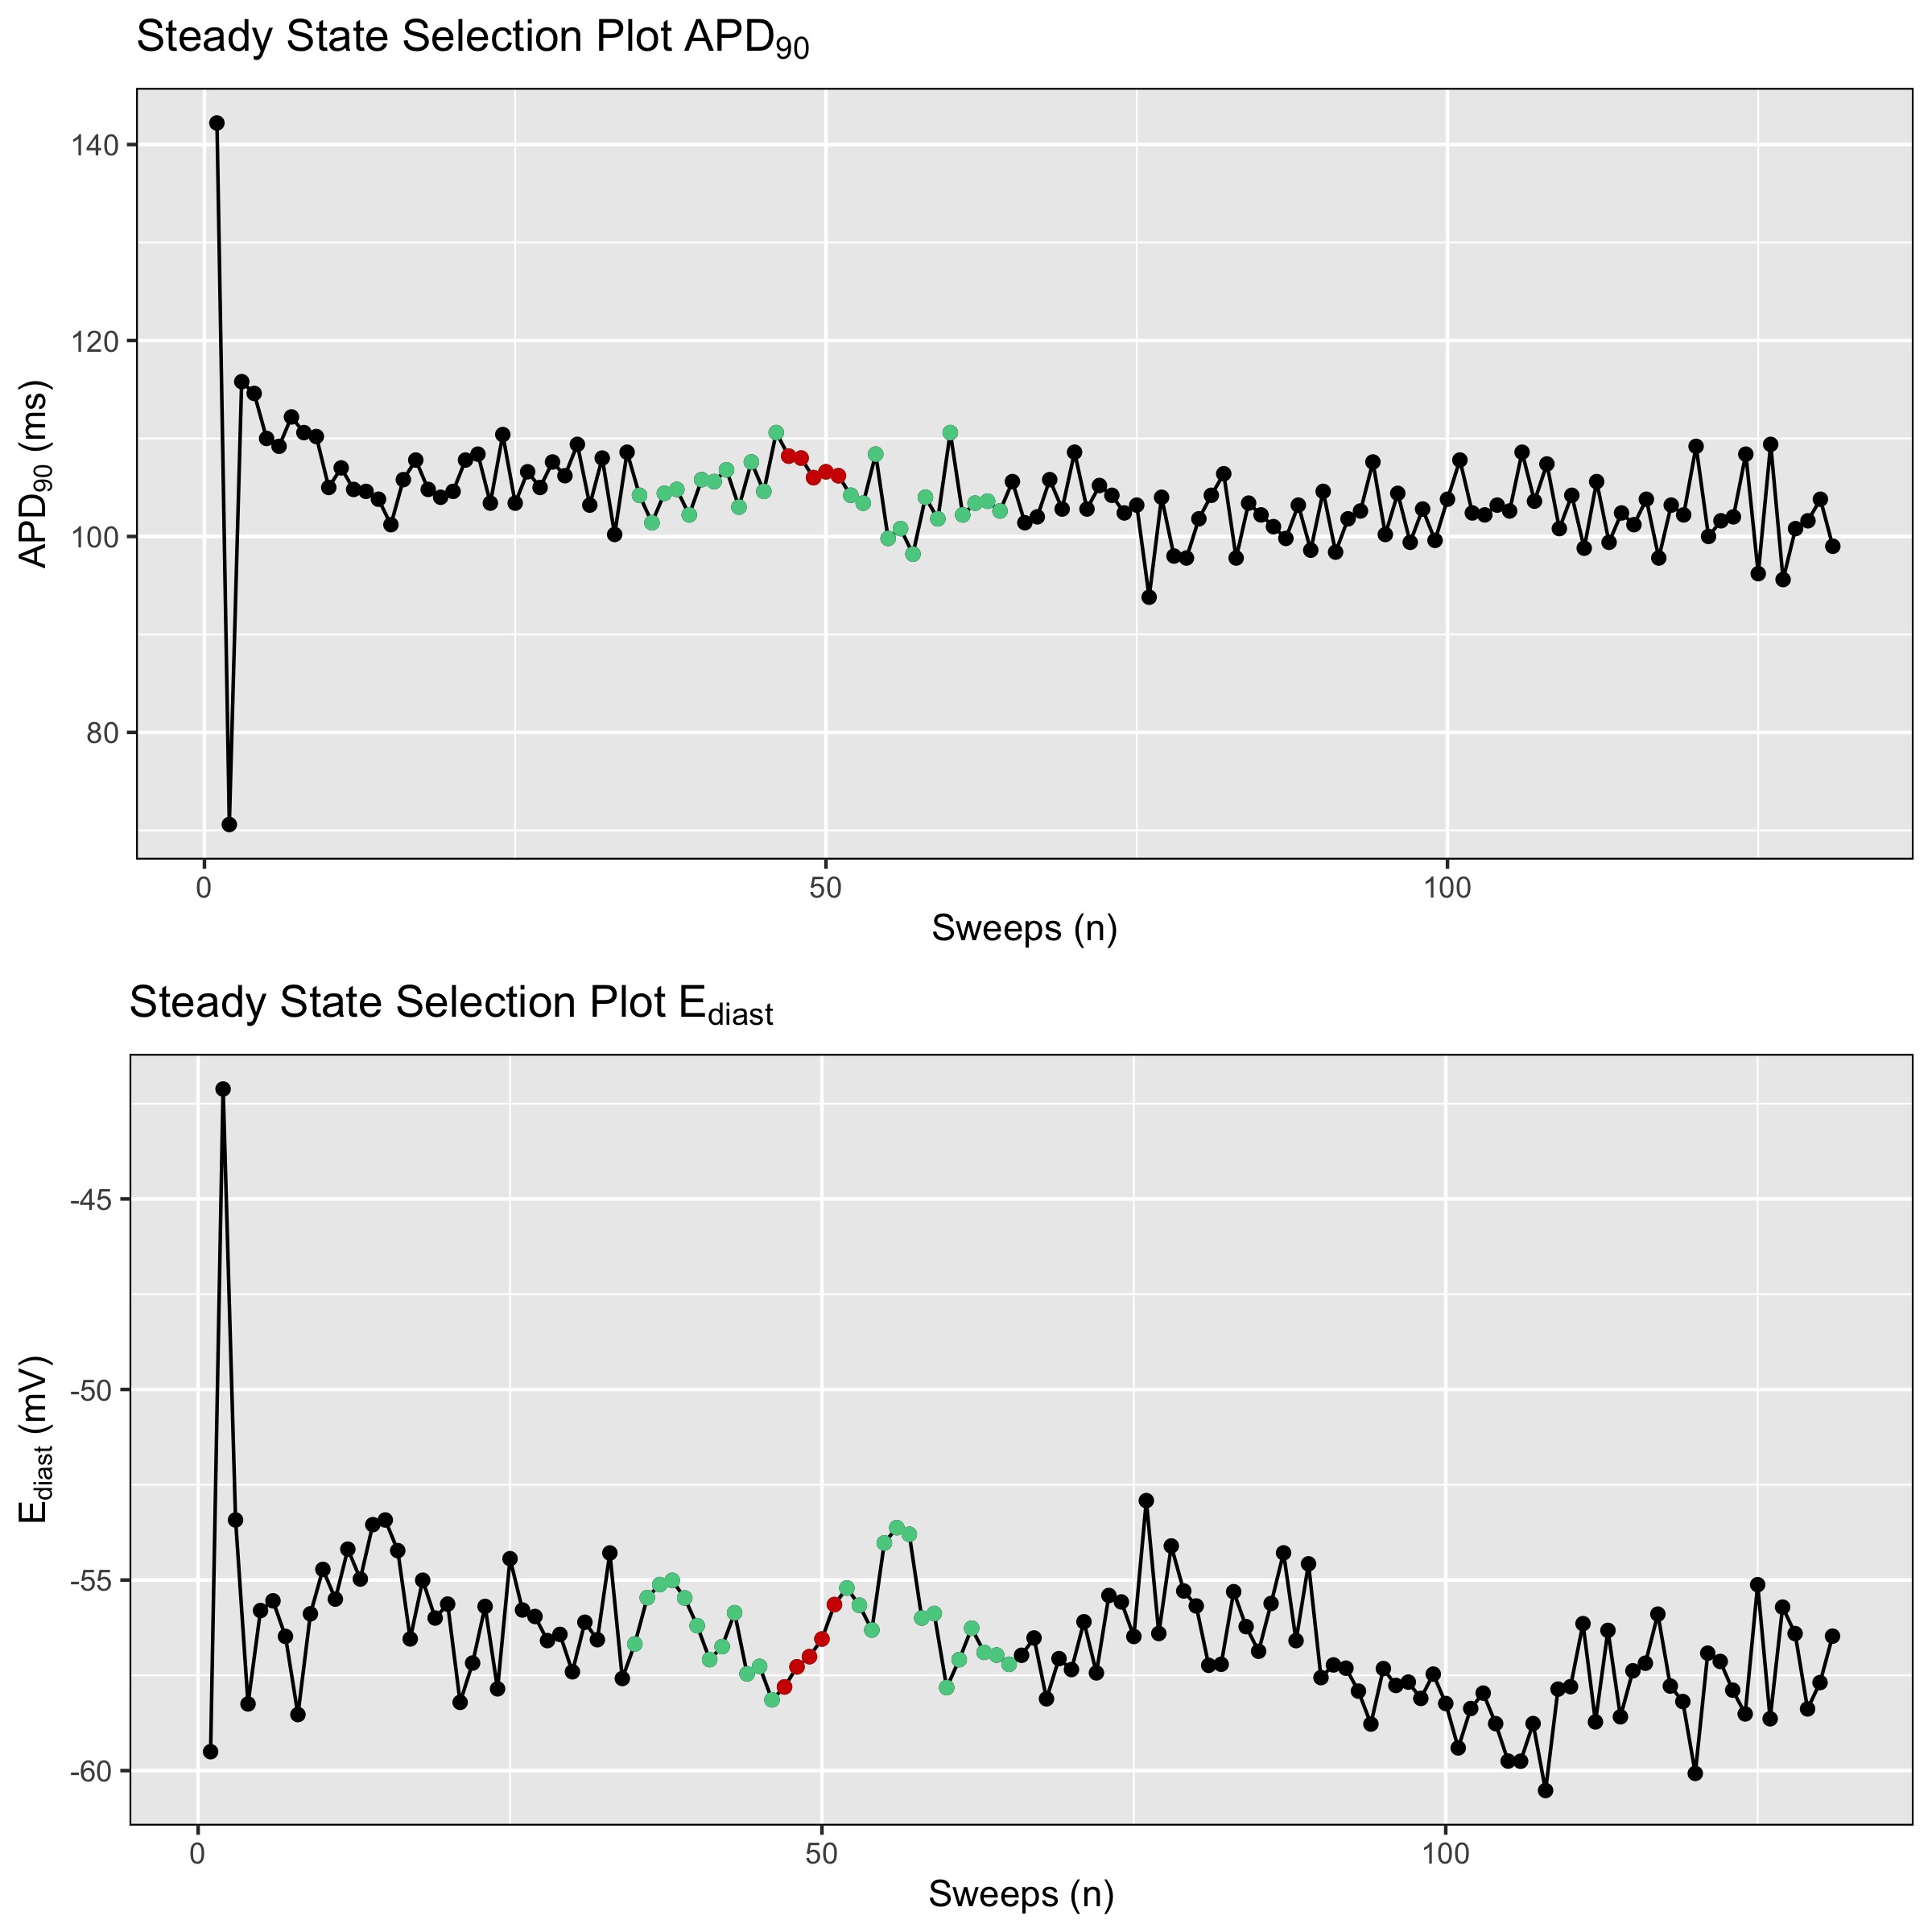 Steady State Selection Plot APD90
140
120
100
80
APD90 (ms)
0 50 100
Sweeps (n)
Steady State Selection Plot Ediast
-45
-50
-55
-60
Ediast (mV)
0 50 100
Sweeps (n)